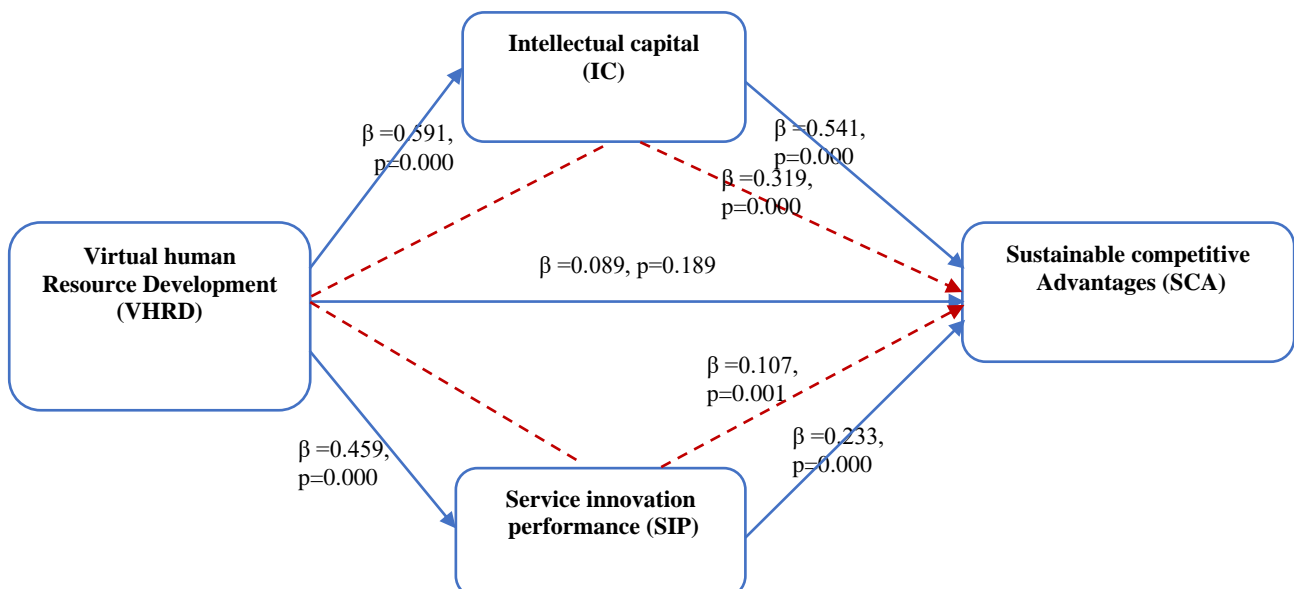 Intellectual capital
(IC)
β =0.591,
p=0.000
β =0.541,
p=0.000
β =0.319,
p=0.000
Virtual human
Resource Development
(VHRD)
β =0.089, p=0.189
Sustainable competitive
Advantages (SCA)
β =0.107,
p=0.001
β =0.459,
p=0.000
β =0.233,
p=0.000
Service innovation
performance (SIP)